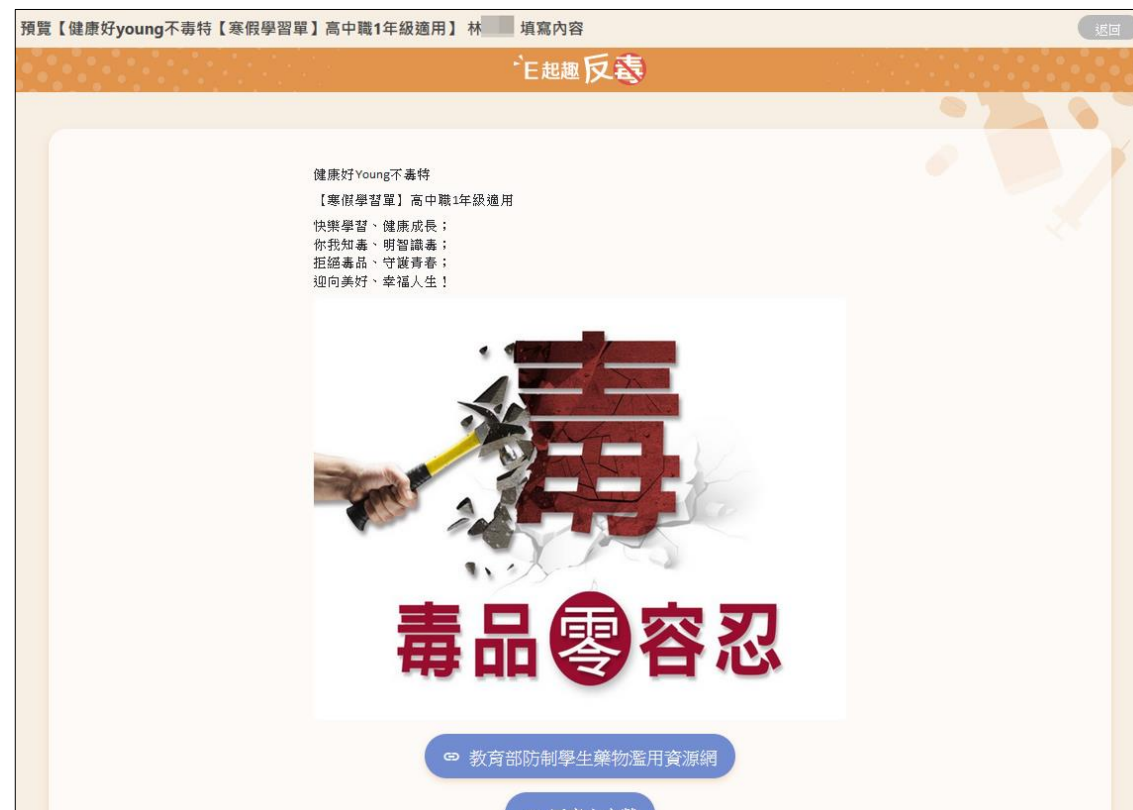 預覽【健康好young不毒特【寒假學習單】高中職1年級適用】 林 填寫內容
返回
E起趣反毒
健康好Young不毒特
【寒假學習單】高中職1年級適用
快樂學習、健康成長；
你我知毒、明智識毒；
拒絕毒品、守護青春；
迎向美好、幸福人生！
毒
毒品零容忍
教育部防制學生藥物濫用資源網